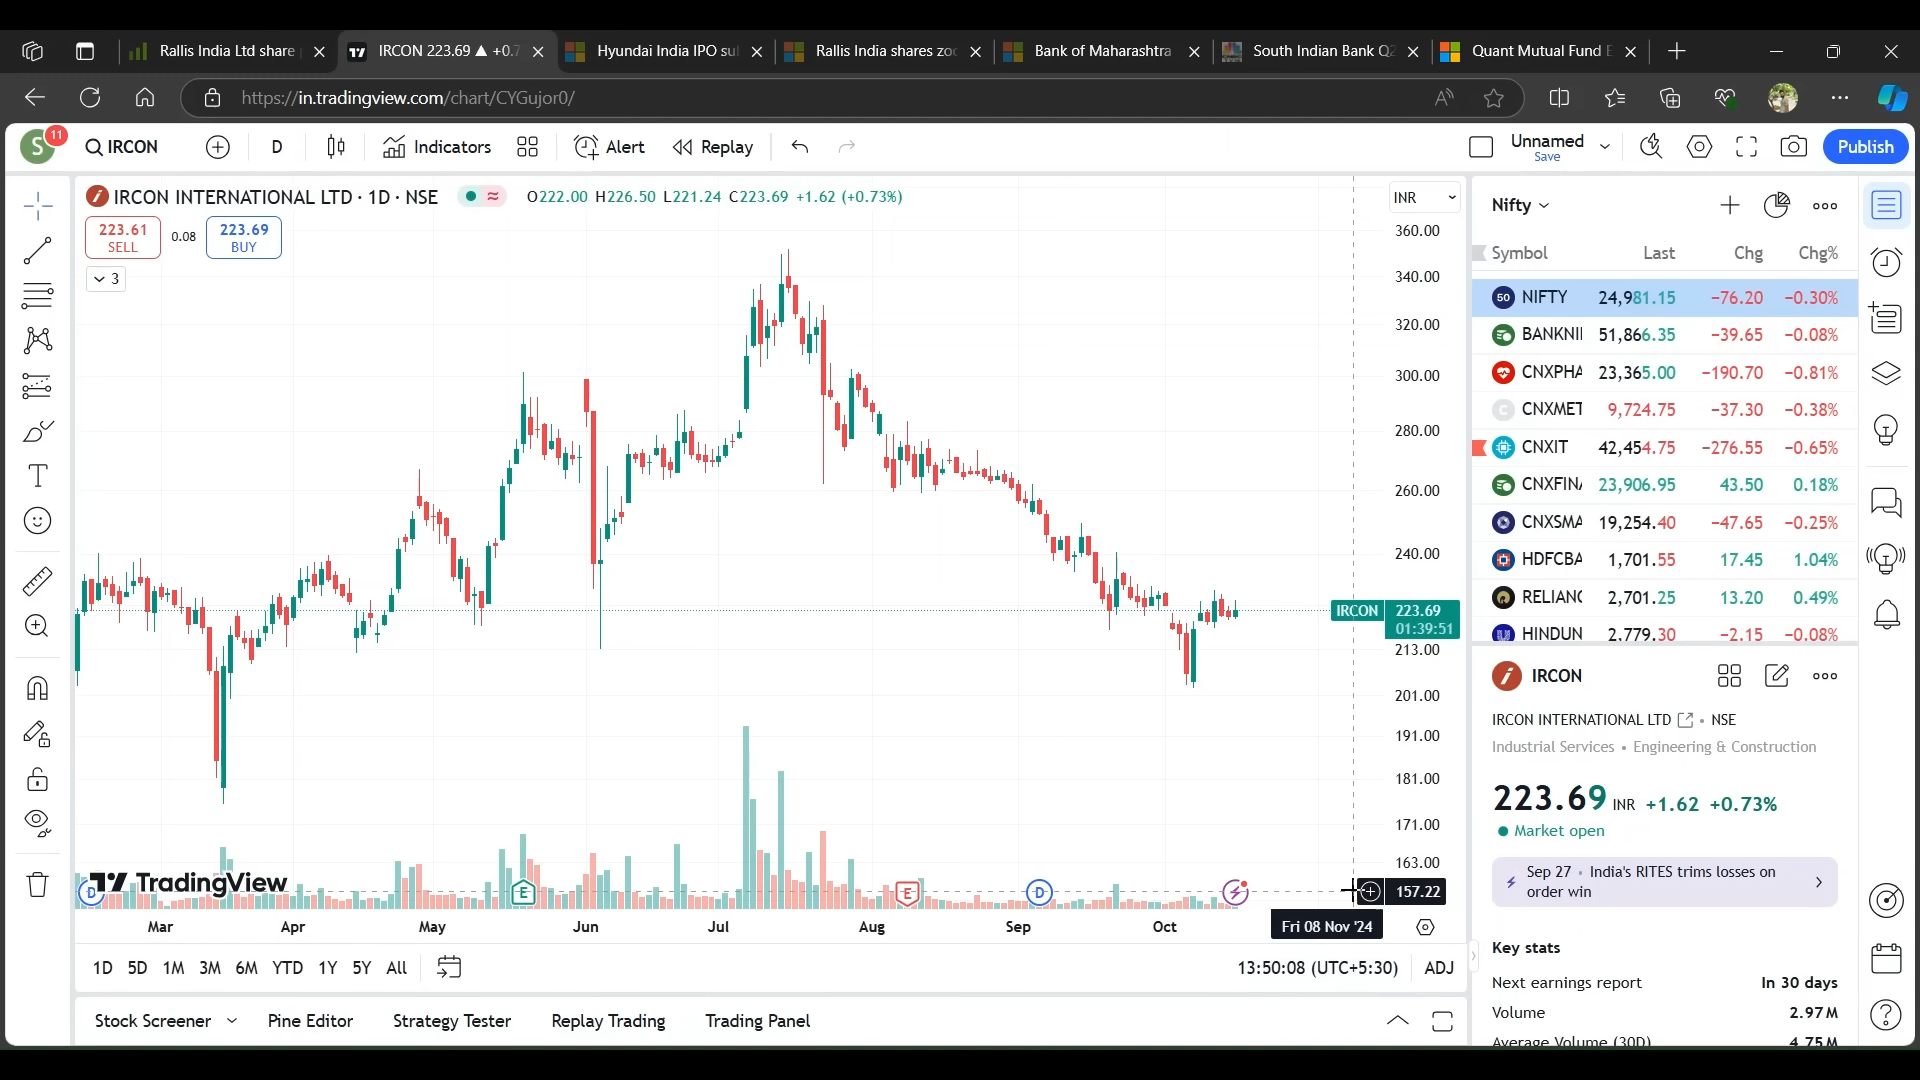 Rallis India Ltd share
IRCON 223.69 ▲ +0.7
Hyundai India IPO su
Rallis India shares zo
Bank of Maharashtra
South Indian Bank Q2
Quant Mutual Fund E
https://in.tradingview.com/chart/CYGujor0/
S 11
IRCON
D
Indicators
Alert
Replay
Unnamed
Save
Publish
IRCON INTERNATIONAL LTD · 1D · NSE
O222.00 H226.50 L221.24 C223.69 +1.62 (+0.73%)
INR
223.61
SELL
0.08
223.69
BUY
3
360.00
340.00
320.00
300.00
280.00
260.00
240.00
IRCON 223.69
01:39:51
213.00
201.00
191.00
181.00
171.00
163.00
157.22
TradingView
D E E D
Mar Apr May Jun Jul Aug Sep Oct
Fri 08 Nov '24
1D 5D 1M 3M 6M YTD 1Y 5Y All
13:50:08 (UTC+5:30)
ADJ
Stock Screener
Pine Editor
Strategy Tester
Replay Trading
Trading Panel
Nifty
Symbol Last Chg Chg%
50 NIFTY 24,981.15 −76.20 −0.30%
BANKNI 51,866.35 −39.65 −0.08%
CNXPHA 23,365.00 −190.70 −0.81%
C CNXMET 9,724.75 −37.30 −0.38%
CNXIT 42,454.75 −276.55 −0.65%
CNXFIN 23,906.95 43.50 0.18%
CNXSMA 19,254.40 −47.65 −0.25%
HDFCBA 1,701.55 17.45 1.04%
RELIANC 2,701.25 13.20 0.49%
HINDUN 2,779.30 −2.15 −0.08%
IRCON
IRCON INTERNATIONAL LTD • NSE
Industrial Services • Engineering & Construction
223.69 INR +1.62 +0.73%
Market open
Sep 27 • India's RITES trims losses on
order win
Key stats
Next earnings report In 30 days
Volume 2.97M
Average Volume (30D) 4.75M